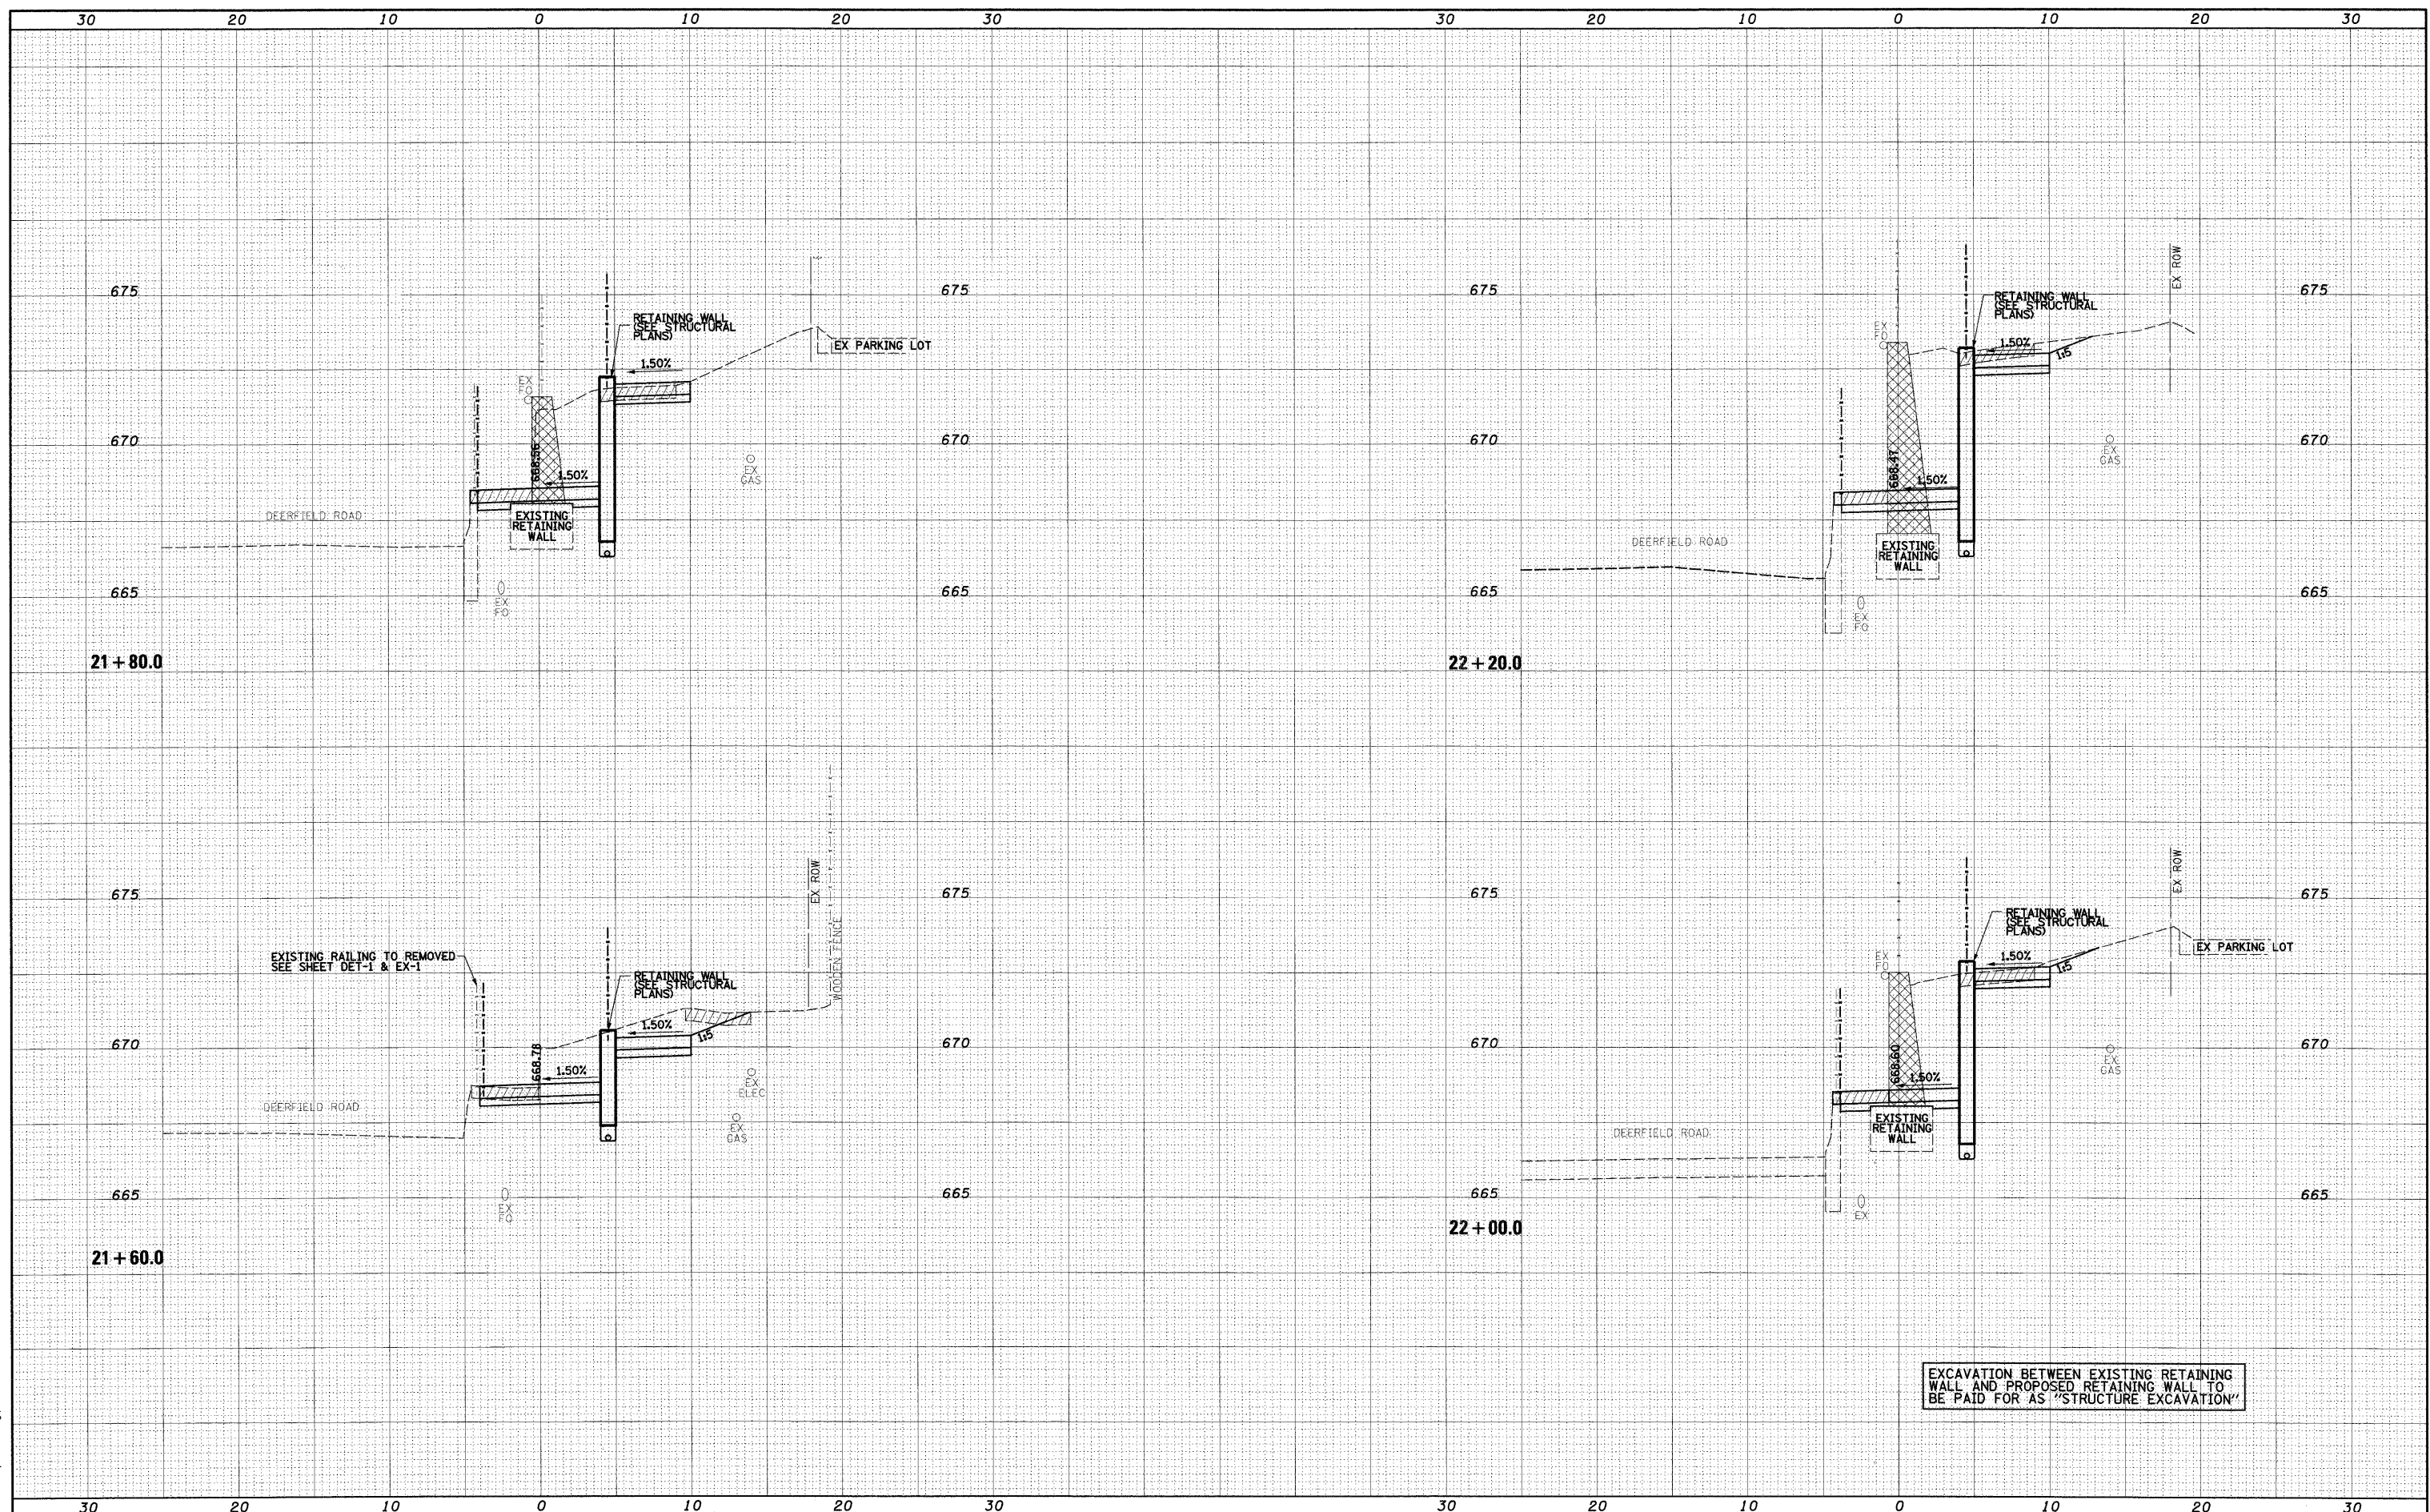 30 20 10 0 10 20 30 30 20 10 0 10 20 30
675 675
RETAINING WALL
(SEE STRUCTURAL
PLANS)
EX PARKING LOT
1.50%
EX
FO
670 670
668.56
1.50%
EX
GAS
DEERFIELD ROAD
EXISTING
RETAINING
WALL
665 665
EX
FO
21+80.0
EX ROW
675 675
RETAINING WALL
(SEE STRUCTURAL
PLANS)
EX
FO
1.50%
1:5
670 670
668.47
1.50%
EX
GAS
DEERFIELD ROAD
EXISTING
RETAINING
WALL
665 665
EX
FO
22+20.0
EX ROW
WOODEN FENCE
675 675
EXISTING RAILING TO REMOVED
SEE SHEET DET-1 & EX-1
RETAINING WALL
(SEE STRUCTURAL
PLANS)
1.50%
1:5
670 670
668.78
1.50%
EX
ELEC
EX
GAS
DEERFIELD ROAD
665 665
EX
FO
21+60.0
EX ROW
675 675
RETAINING WALL
(SEE STRUCTURAL
PLANS)
EX PARKING LOT
EX
FO
1.50%
1:5
670 670
668.60
1.50%
EX
GAS
DEERFIELD ROAD
EXISTING
RETAINING
WALL
665 665
EX
22+00.0
EXCAVATION BETWEEN EXISTING RETAINING
WALL AND PROPOSED RETAINING WALL TO
BE PAID FOR AS "STRUCTURE EXCAVATION"
30 20 10 0 10 20 30 30 20 10 0 10 20 30